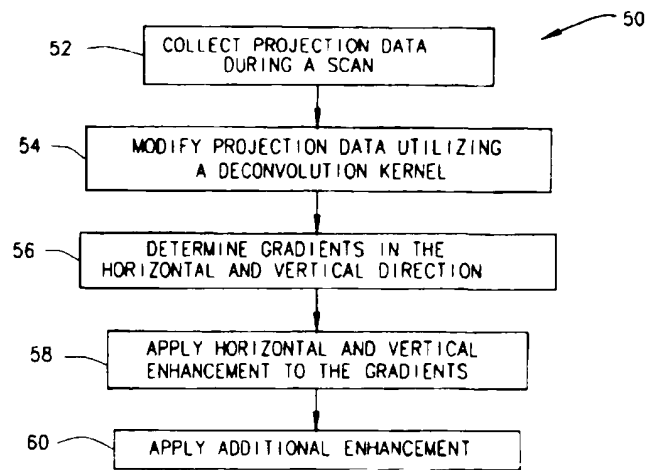 50
52
COLLECT PROJECTION DATA
DURING A SCAN
54
MODIFY PROJECTION DATA UTILIZING
A DECONVOLUTION KERNEL
56
DETERMINE GRADIENTS IN THE
HORIZONTAL AND VERTICAL DIRECTION
58
APPLY HORIZONTAL AND VERTICAL
ENHANCEMENT TO THE GRADIENTS
60
APPLY ADDITIONAL ENHANCEMENT